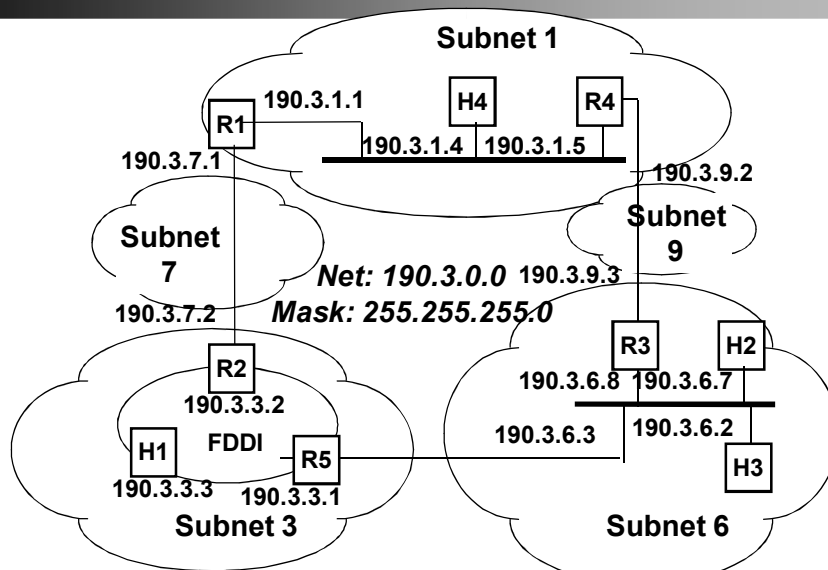 Subnet 1
190.3.1.1
H4
R4
R1
190.3.1.4
190.3.1.5
190.3.7.1
190.3.9.2
Subnet
7
Subnet
9
Net: 190.3.0.0
190.3.9.3
190.3.7.2
Mask: 255.255.255.0
R2
R3
H2
190.3.6.8
190.3.6.7
190.3.3.2
H1
FDDI
R5
190.3.6.3
190.3.6.2
H3
190.3.3.3
190.3.3.1
Subnet 3
Subnet 6